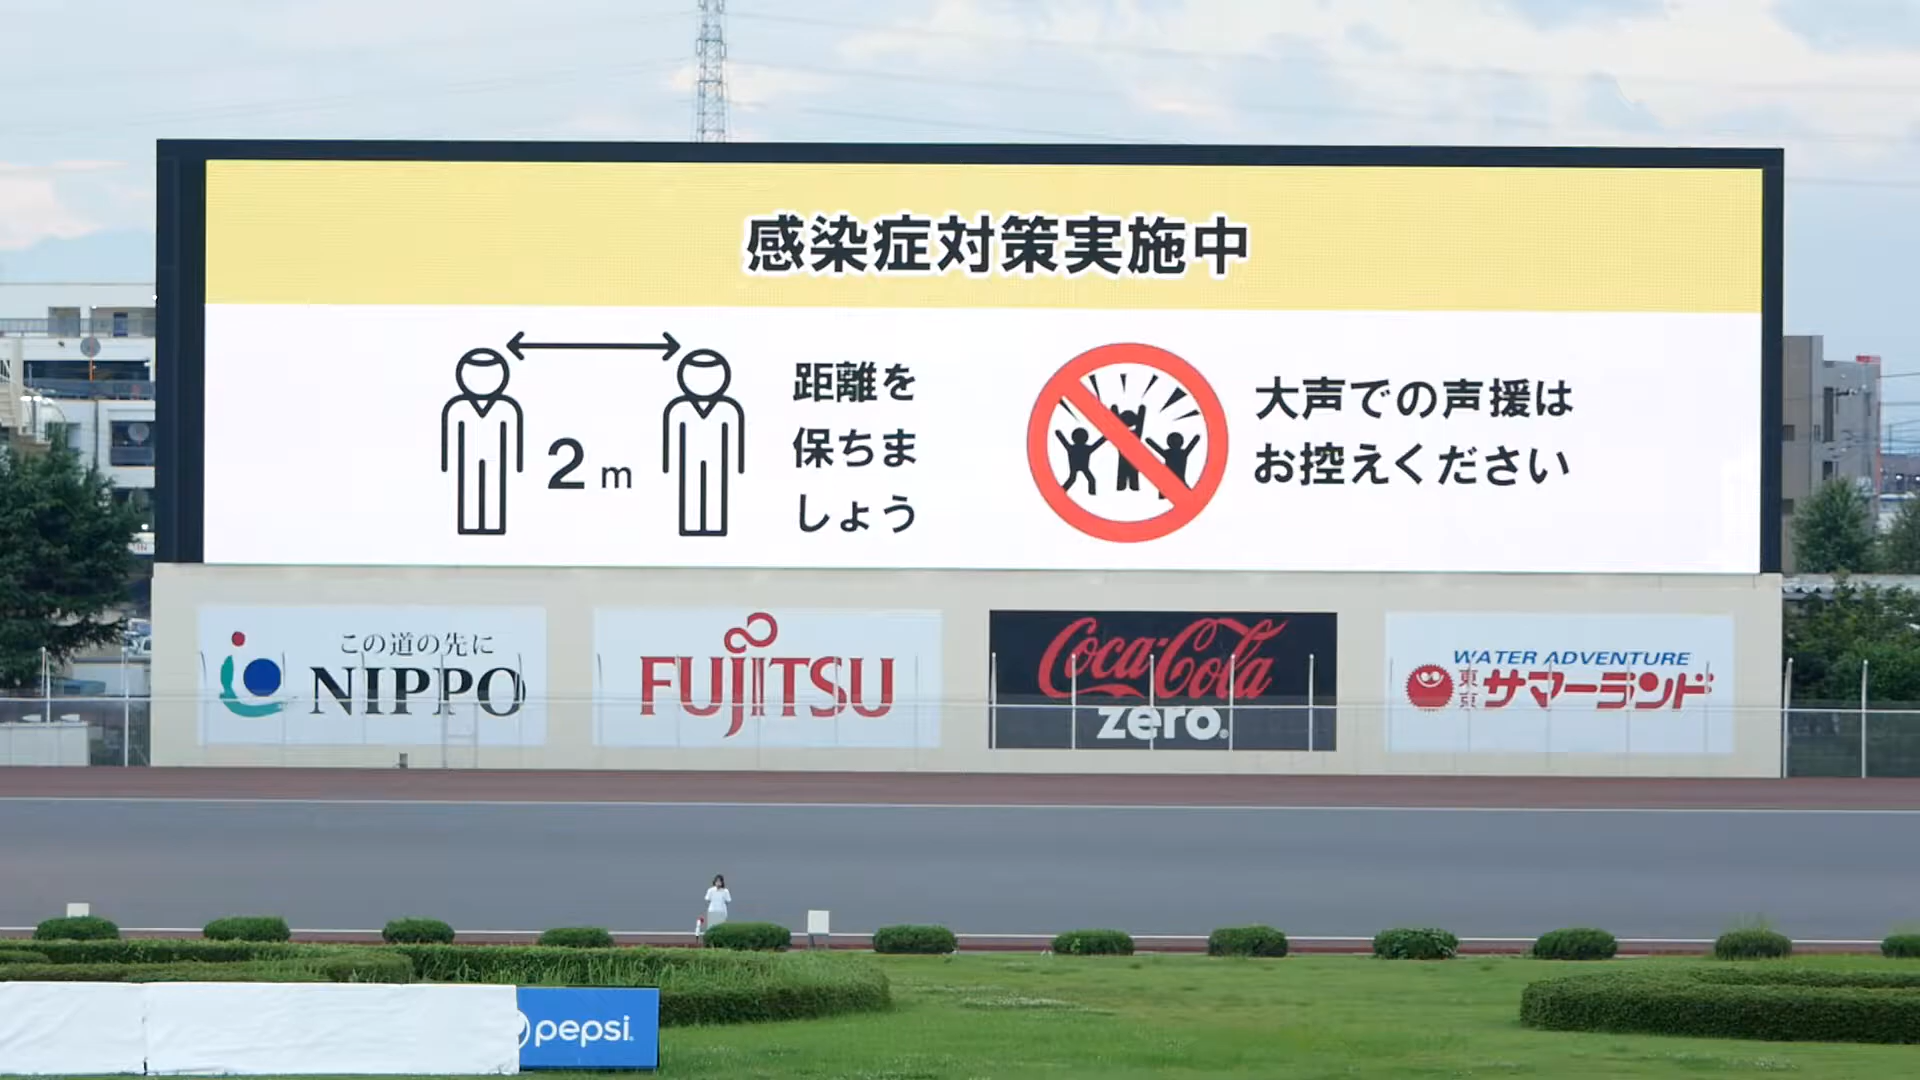 感染症対策実施中
2m
距離を
保ちま
しょう
大声での声援は
お控えください
この道の先に
NIPPO
FUJITSU
Coca-Cola
zero.
WATER ADVENTURE
東京サマーランド
pepsi.